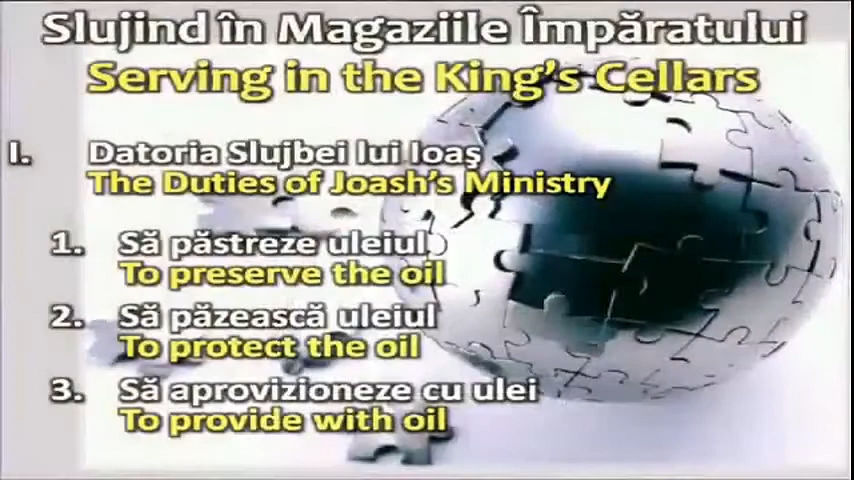 Slujind în Magaziile Împăratului
Serving in the King's Cellars
I. Datoria Slujbei lui Ioaş
The Duties of Joash's Ministry
1. Să păstreze uleiul
To preserve the oil
2. Să păzească uleiul
To protect the oil
3. Să aprovizioneze cu ulei
To provide with oil